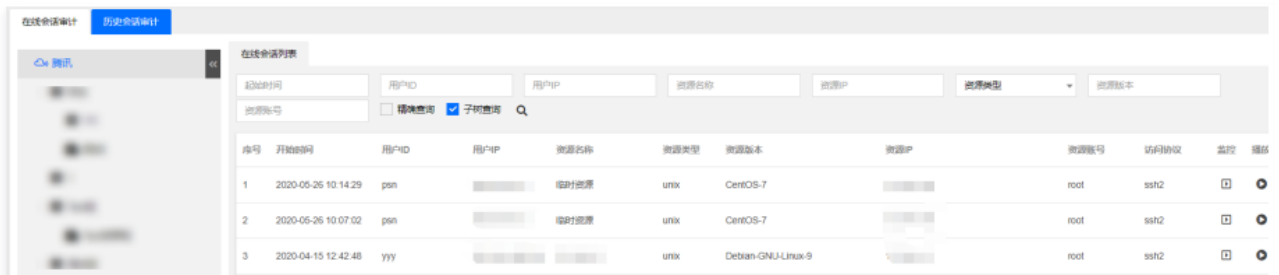 在线会话审计 历史会话审计
腾讯
在线会话列表
起始时间 用户ID 用户IP 资源名称 资源IP 资源类型 资源版本
资源账号 精确查询 子树查询
序号 开始时间 用户ID 用户IP 资源名称 资源类型 资源版本 资源IP 资源账号 访问协议 监控 播放
1 2020-05-26 10:14:29 psn 临时资源 unix CentOS-7 root ssh2
2 2020-05-26 10:07:02 psn 临时资源 unix CentOS-7 root ssh2
3 2020-04-15 12:42:48 yyy unix Debian-GNU-Linux-9 root ssh2